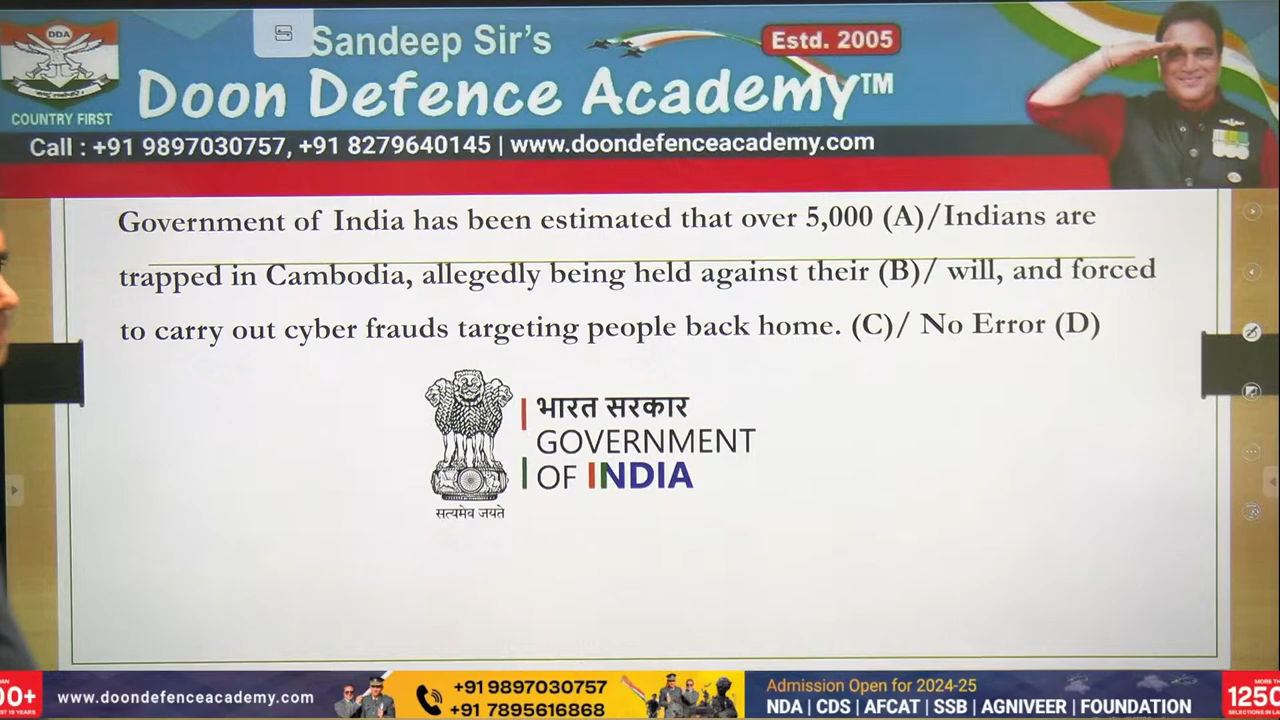 DDA
COUNTRY FIRST
Sandeep Sir's
Estd. 2005
Doon Defence Academy™
Call : +91 9897030757, +91 8279640145 | www.doondefenceacademy.com
Government of India has been estimated that over 5,000 (A)/Indians are
trapped in Cambodia, allegedly being held against their (B)/ will, and forced
to carry out cyber frauds targeting people back home. (C)/ No Error (D)
भारत सरकार
GOVERNMENT
OF INDIA
सत्यमेव जयते
00+
www.doondefenceacademy.com
+91 9897030757
+91 7895616868
Admission Open for 2024-25
NDA | CDS | AFCAT | SSB | AGNIVEER | FOUNDATION
1250